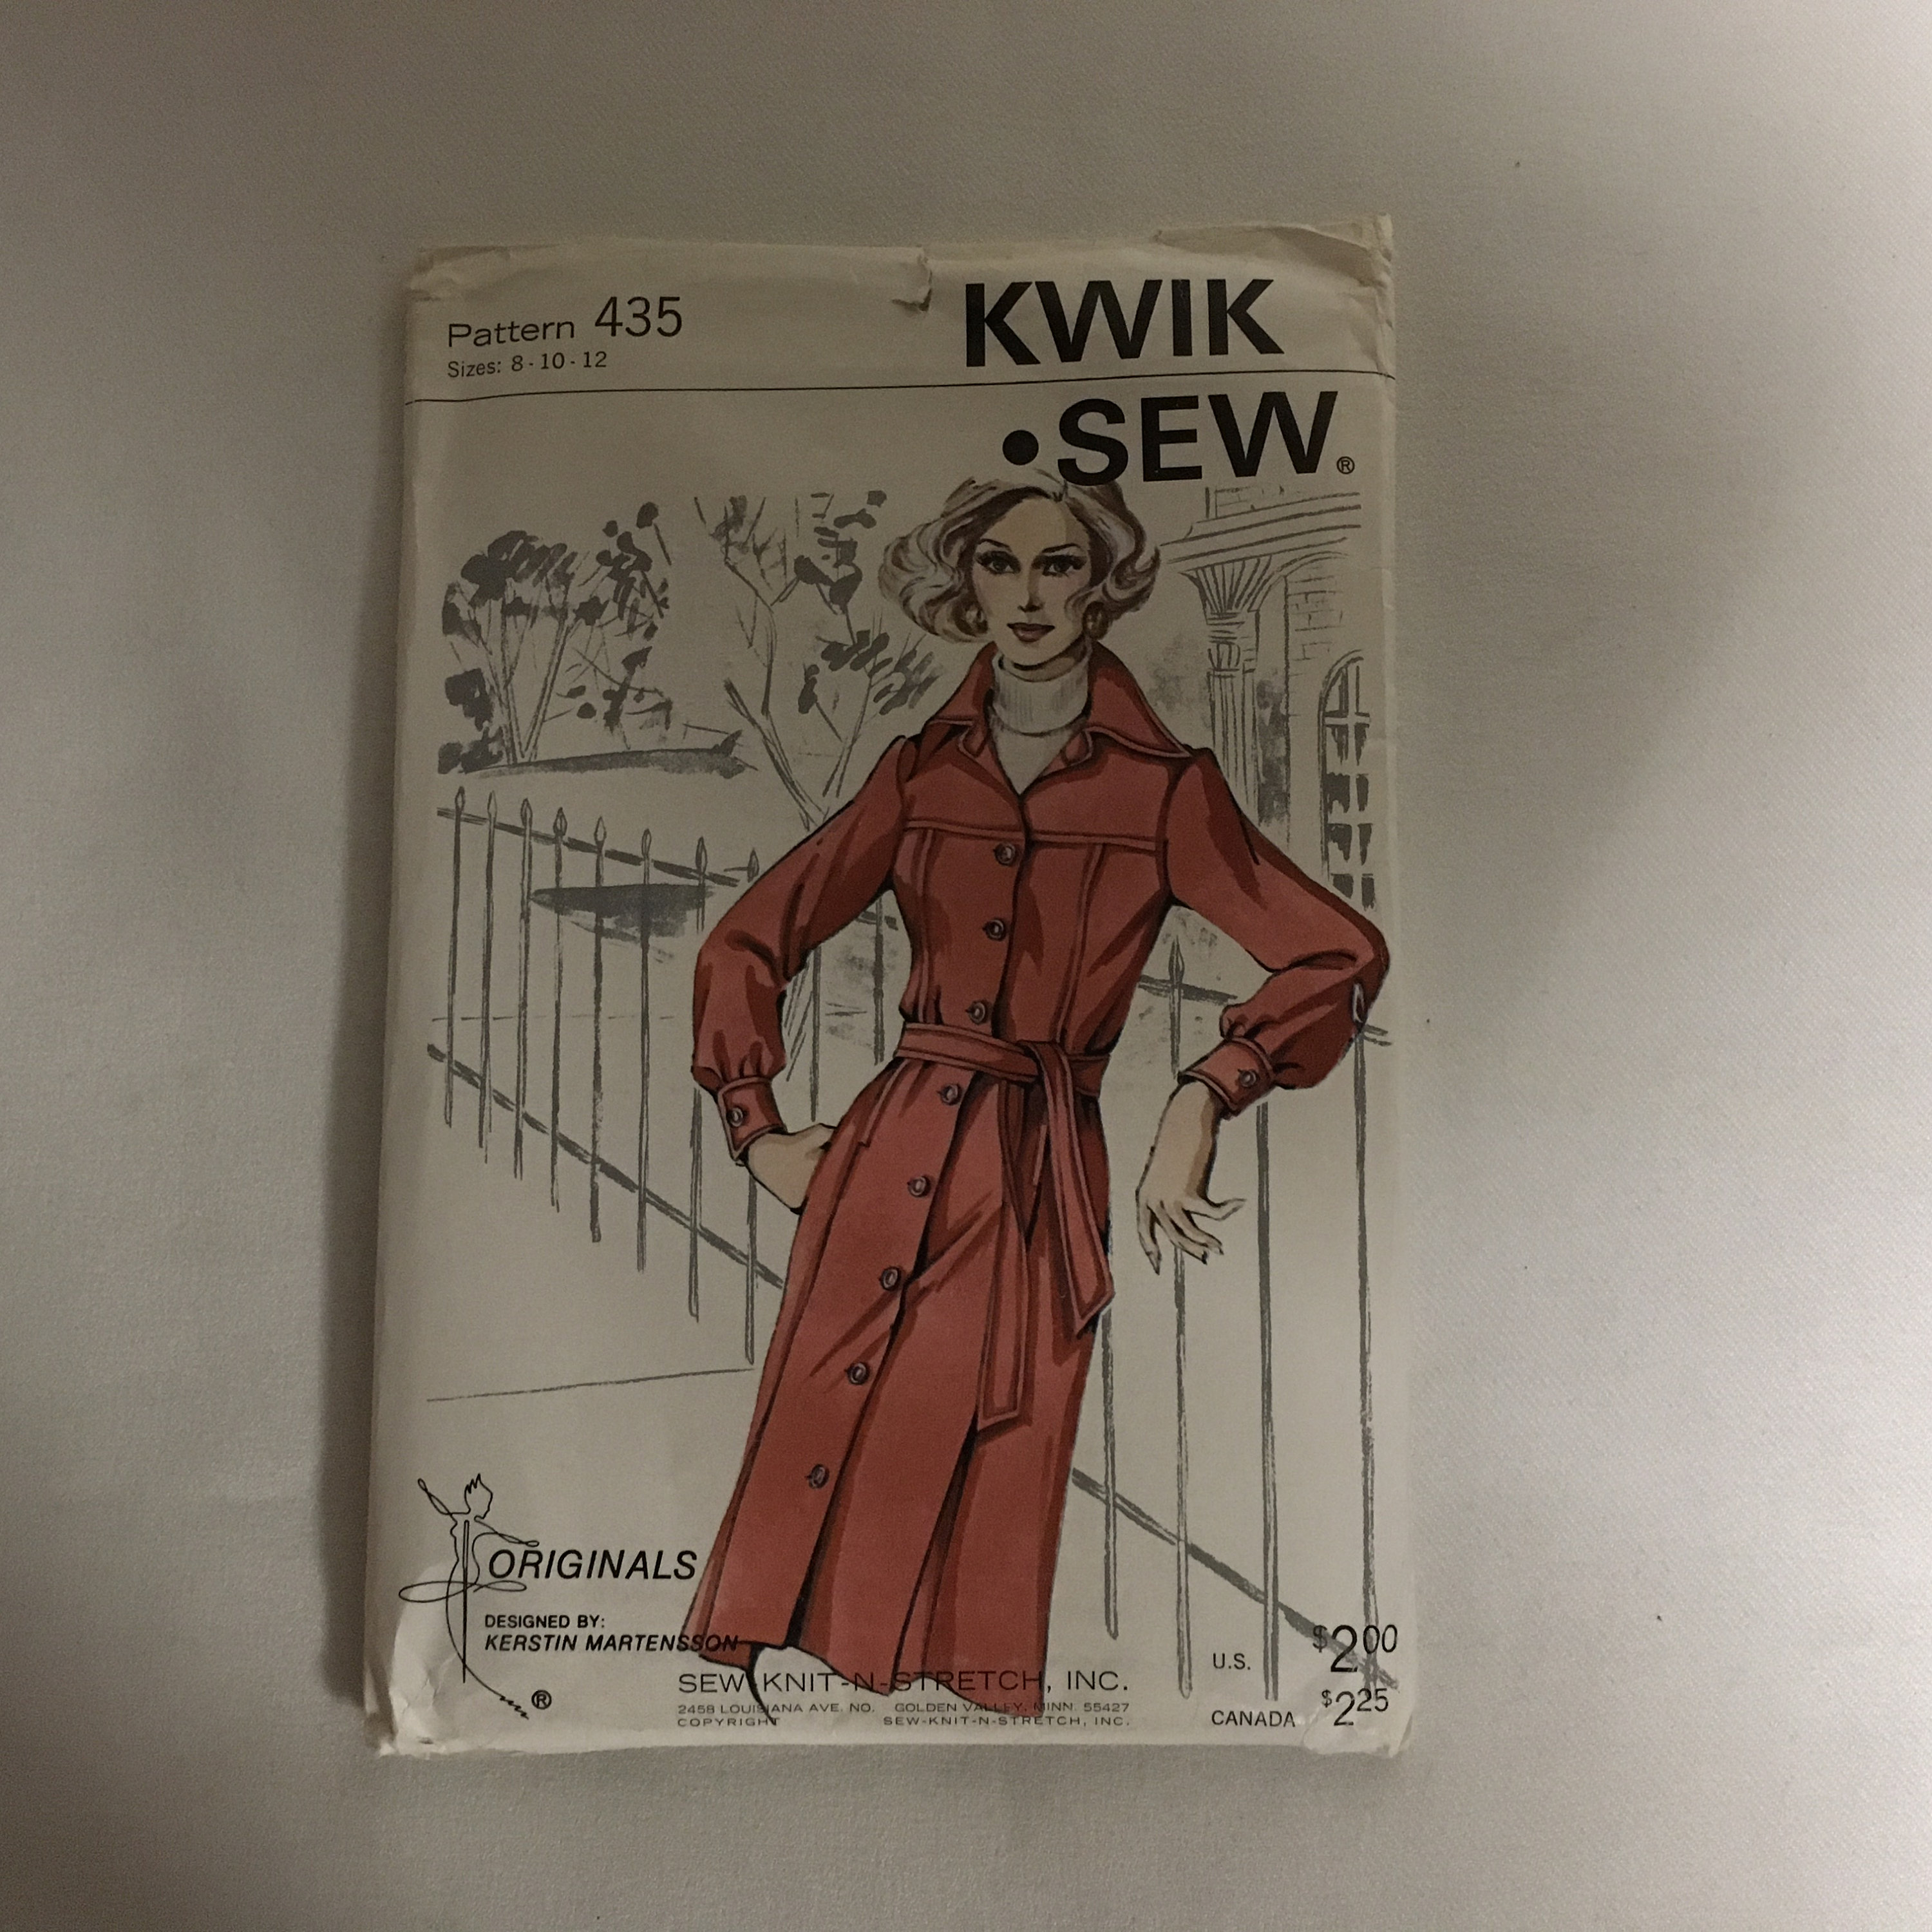 Pattern 435
Sizes: 8 - 10 - 12
KWIK
•SEW®
ORIGINALS
DESIGNED BY:
KERSTIN MARTENSSON
®
SEW-KNIT-N-STRETCH, INC.
2458 LOUISIANA AVE. NO. GOLDEN VALLEY, MINN. 55427
COPYRIGHT SEW-KNIT-N-STRETCH, INC.
U.S. $2.00
CANADA $2.25